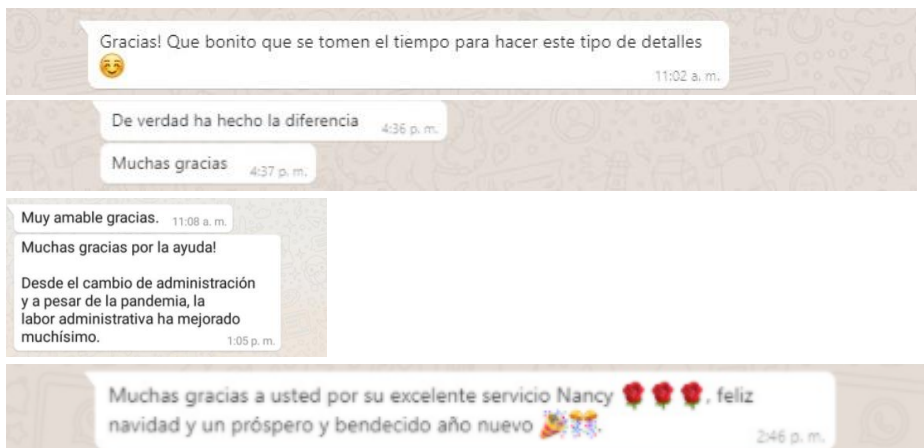 Gracias! Que bonito que se tomen el tiempo para hacer este tipo de detalles
☺️
11:02 a. m.
De verdad ha hecho la diferencia 4:36 p. m.
Muchas gracias 4:37 p. m.
Muy amable gracias. 11:08 a. m.
Muchas gracias por la ayuda!
Desde el cambio de administración
y a pesar de la pandemia, la
labor administrativa ha mejorado
muchísimo. 1:05 p. m.
Muchas gracias a usted por su excelente servicio Nancy 🌹🌹🌹, feliz
navidad y un próspero y bendecido año nuevo 🎉🎊.
2:46 p. m.